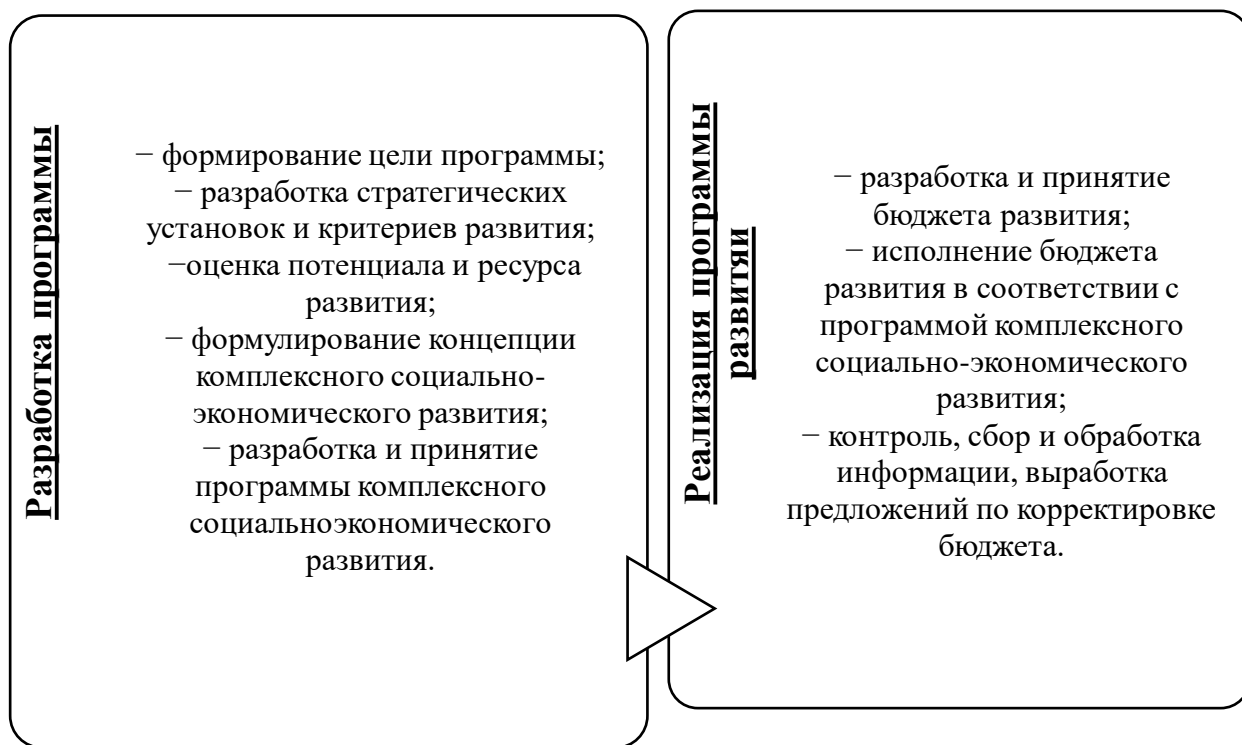 Разработка программы
− формирование цели программы;
− разработка стратегических
установок и критериев развития;
−оценка потенциала и ресурса
развития;
− формулирование концепции
комплексного социально-
экономического развития;
− разработка и принятие
программы комплексного
социальноэкономического
развития.
Реализация программы
развитяи
− разработка и принятие
бюджета развития;
− исполнение бюджета
развития в соответствии с
программой комплексного
социально-экономического
развития;
− контроль, сбор и обработка
информации, выработка
предложений по корректировке
бюджета.